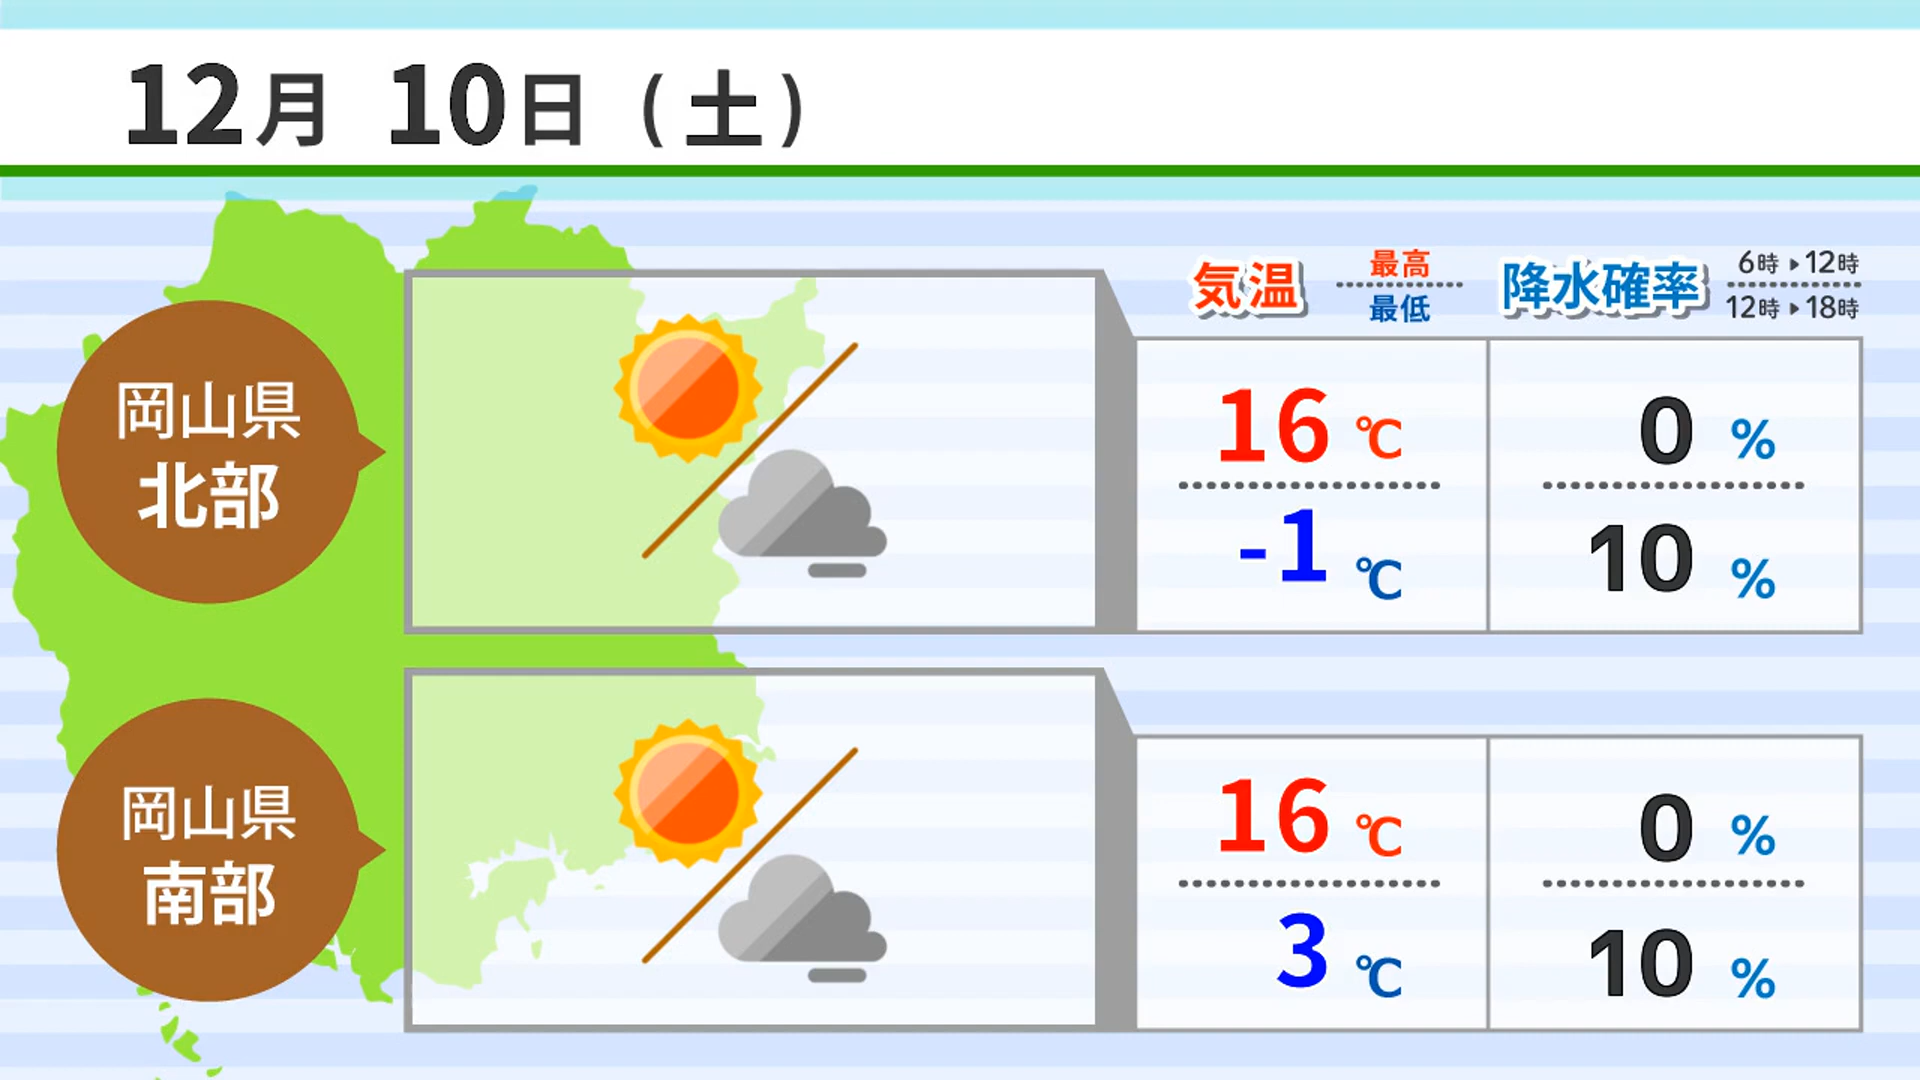 12月 10日（土）
気温 最高 最低 降水確率 6時▶12時 12時▶18時
岡山県
北部
16℃ 0%
-1℃ 10%
岡山県
南部
16℃ 0%
3℃ 10%